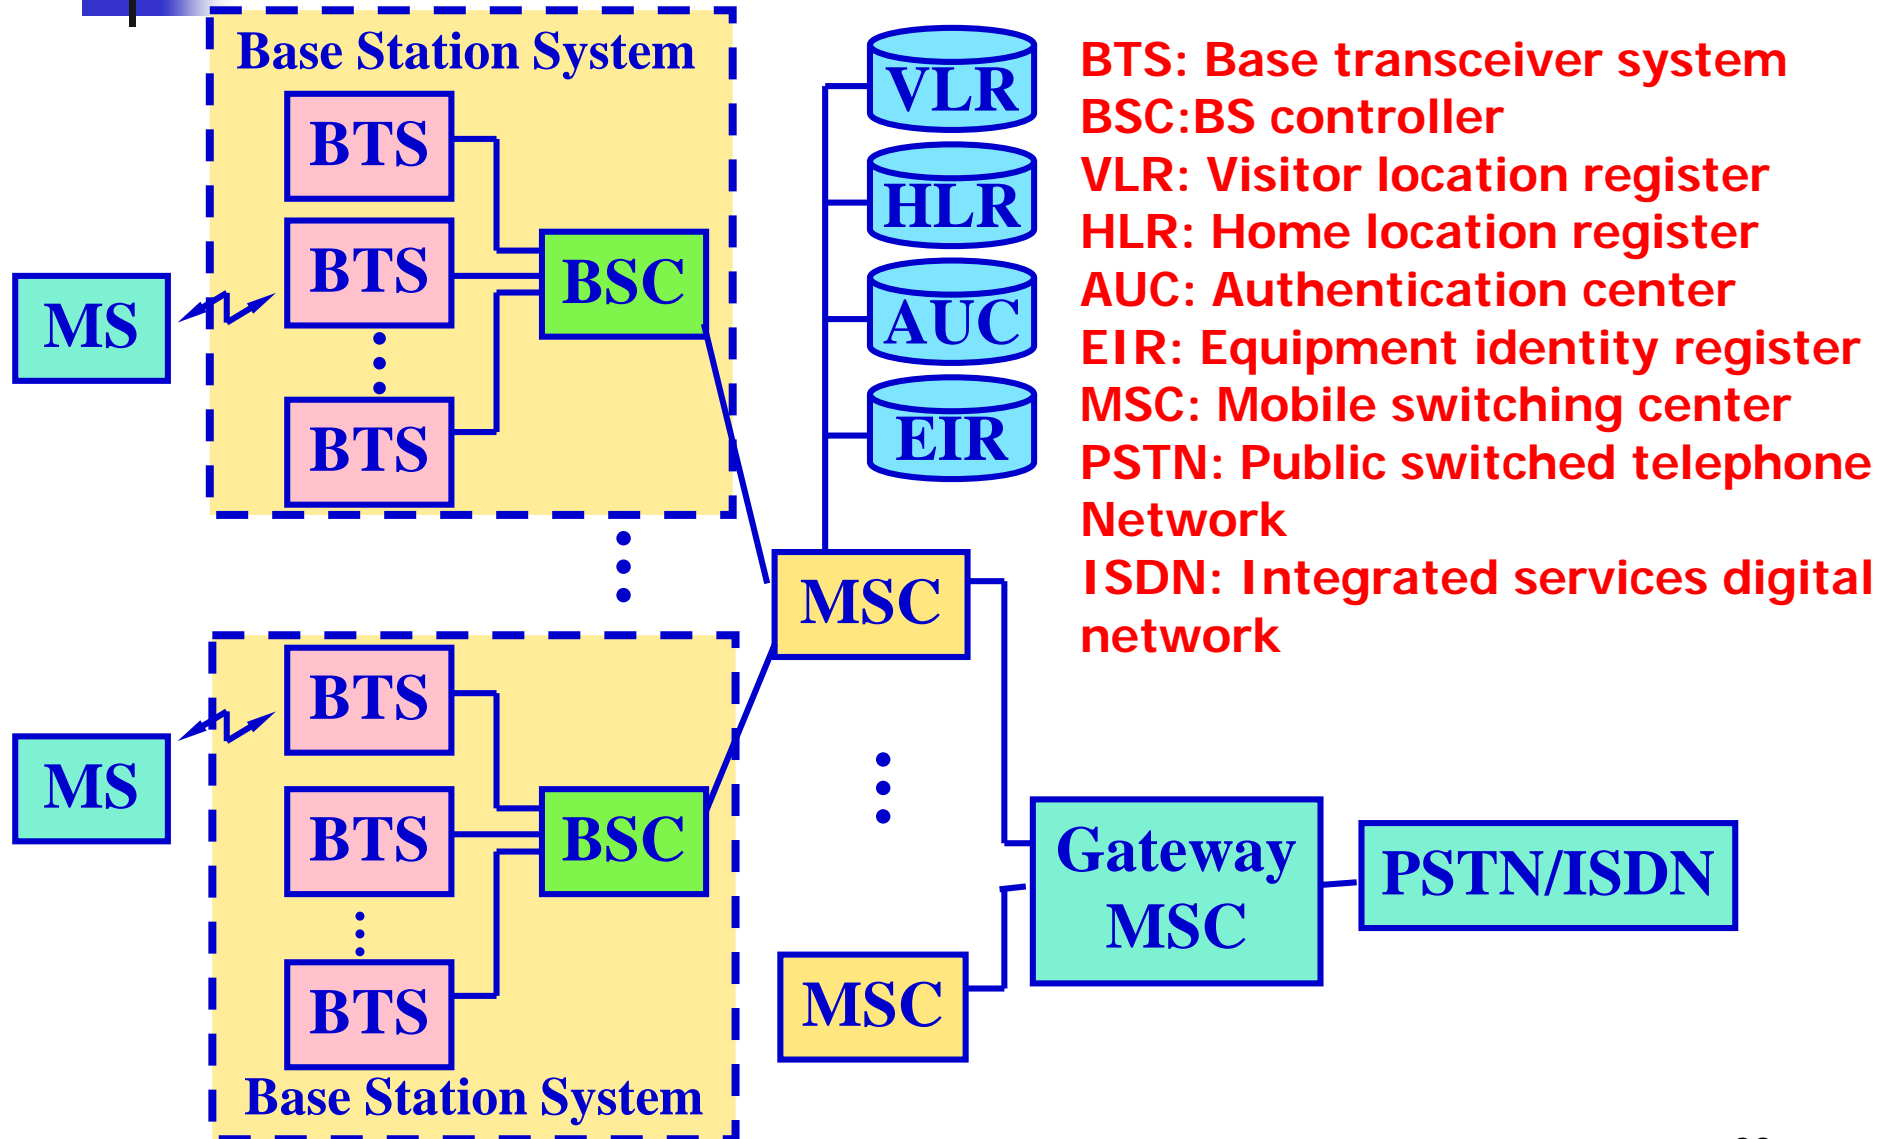 Base Station System
BTS
BTS
BTS
BSC
MS
VLR
HLR
AUC
EIR
BTS: Base transceiver system
BSC:BS controller
VLR: Visitor location register
HLR: Home location register
AUC: Authentication center
EIR: Equipment identity register
MSC: Mobile switching center
PSTN: Public switched telephone
Network
ISDN: Integrated services digital
network
MSC
MS
BTS
BTS
BTS
BSC
Base Station System
MSC
Gateway
MSC
PSTN/ISDN